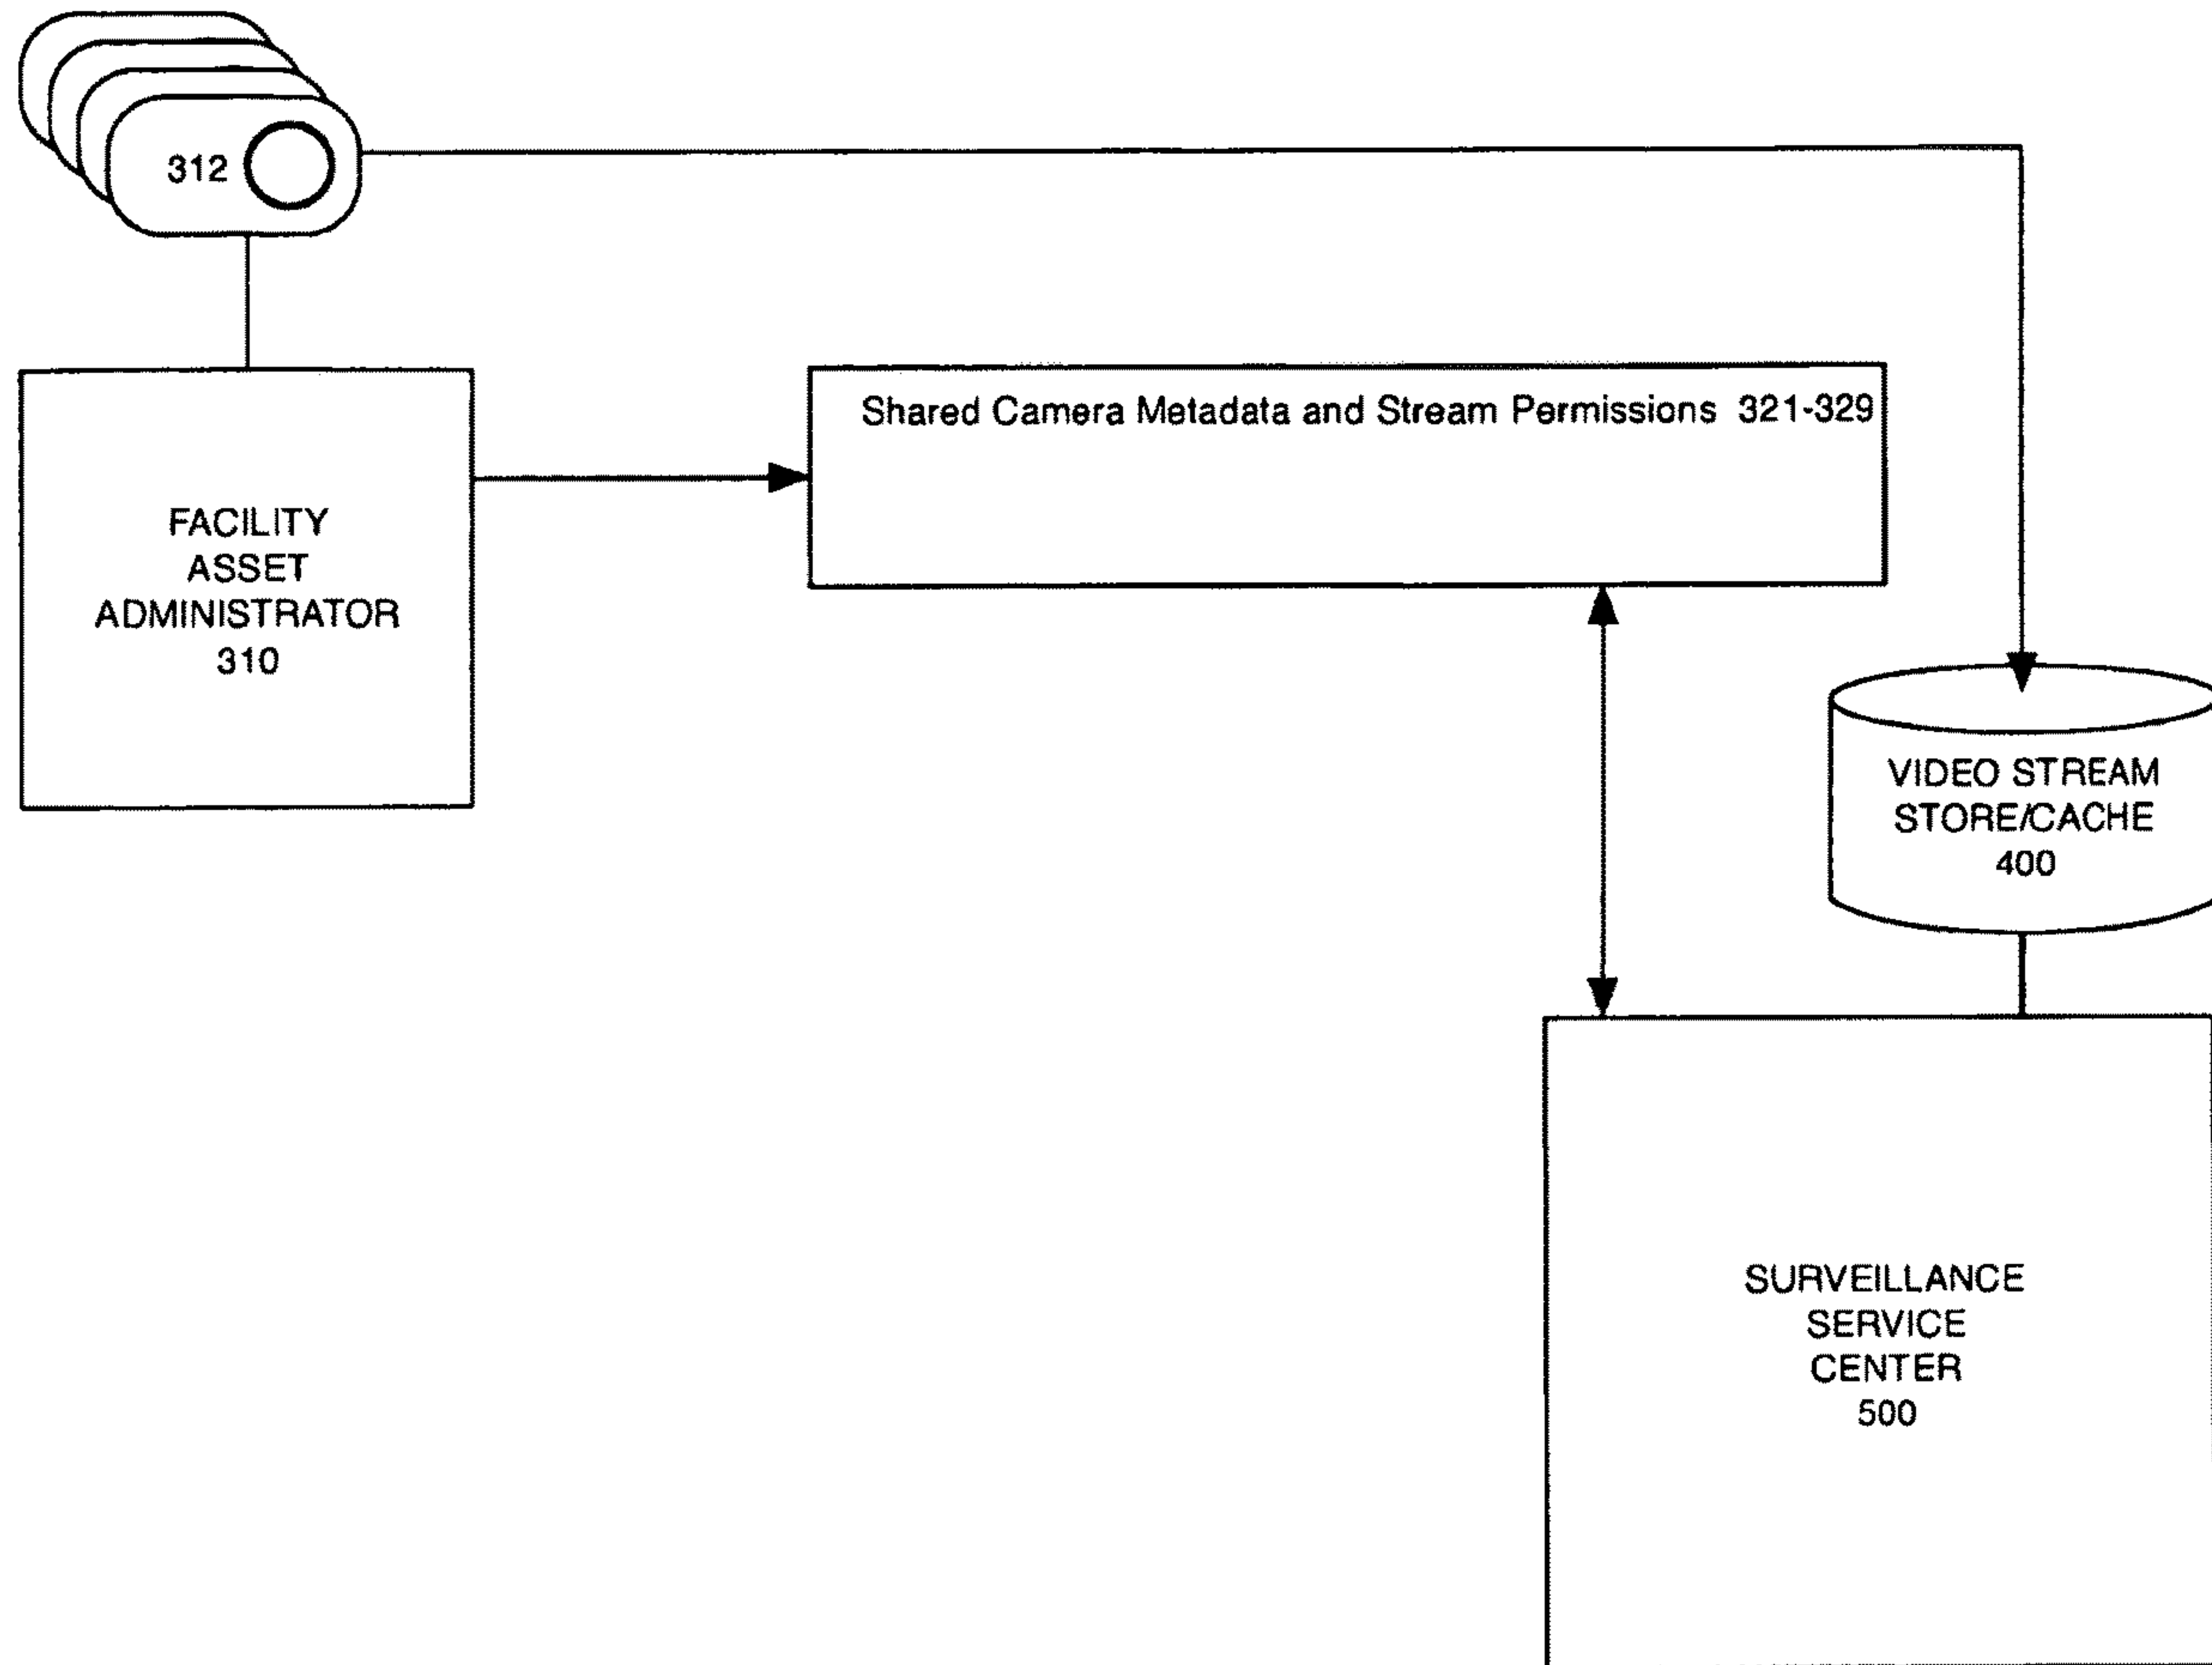 312
Shared Camera Metadata and Stream Permissions 321-329
FACILITY
ASSET
ADMINISTRATOR
310
VIDEO STREAM
STORE/CACHE
400
SURVEILLANCE
SERVICE
CENTER
500